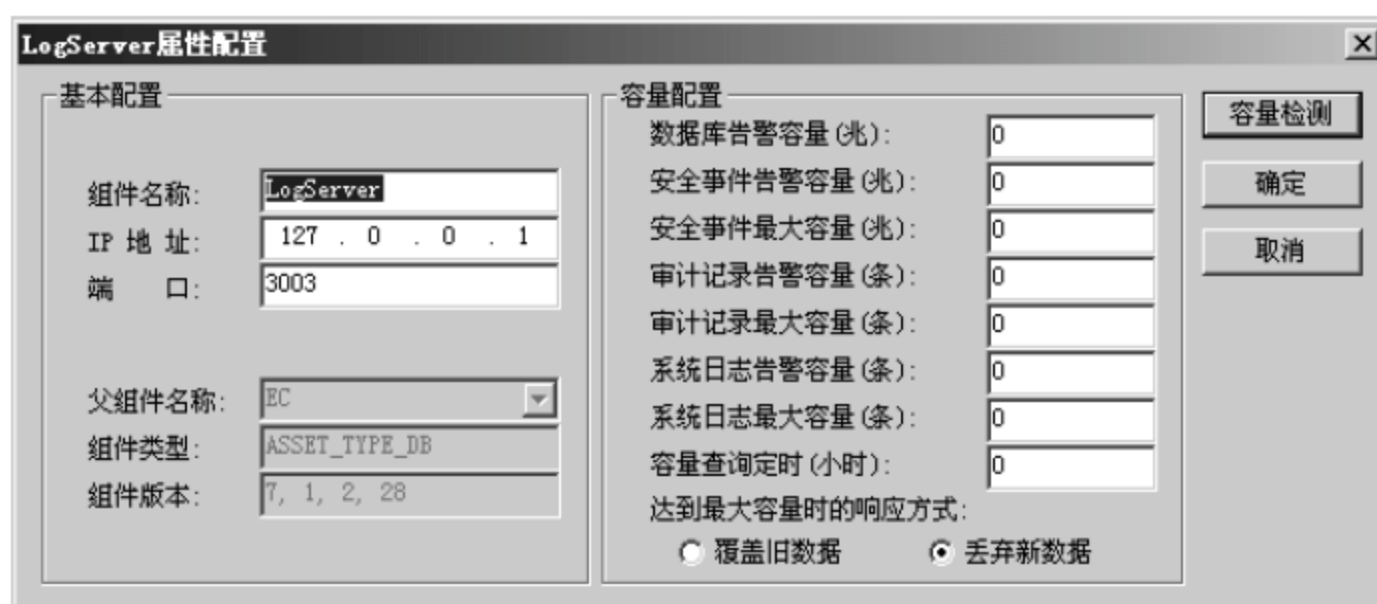 LogServer属性配置
基本配置
组件名称: LogServer
IP 地 址: 127 . 0 . 0 . 1
端 口: 3003
父组件名称: EC
组件类型: ASSET_TYPE_DB
组件版本: 7, 1, 2, 28
容量配置
数据库告警容量(兆): 0
安全事件告警容量(兆): 0
安全事件最大容量(兆): 0
审计记录告警容量(条): 0
审计记录最大容量(条): 0
系统日志告警容量(条): 0
系统日志最大容量(条): 0
容量查询定时(小时): 0
达到最大容量时的响应方式:
覆盖旧数据 丢弃新数据
容量检测
确定
取消